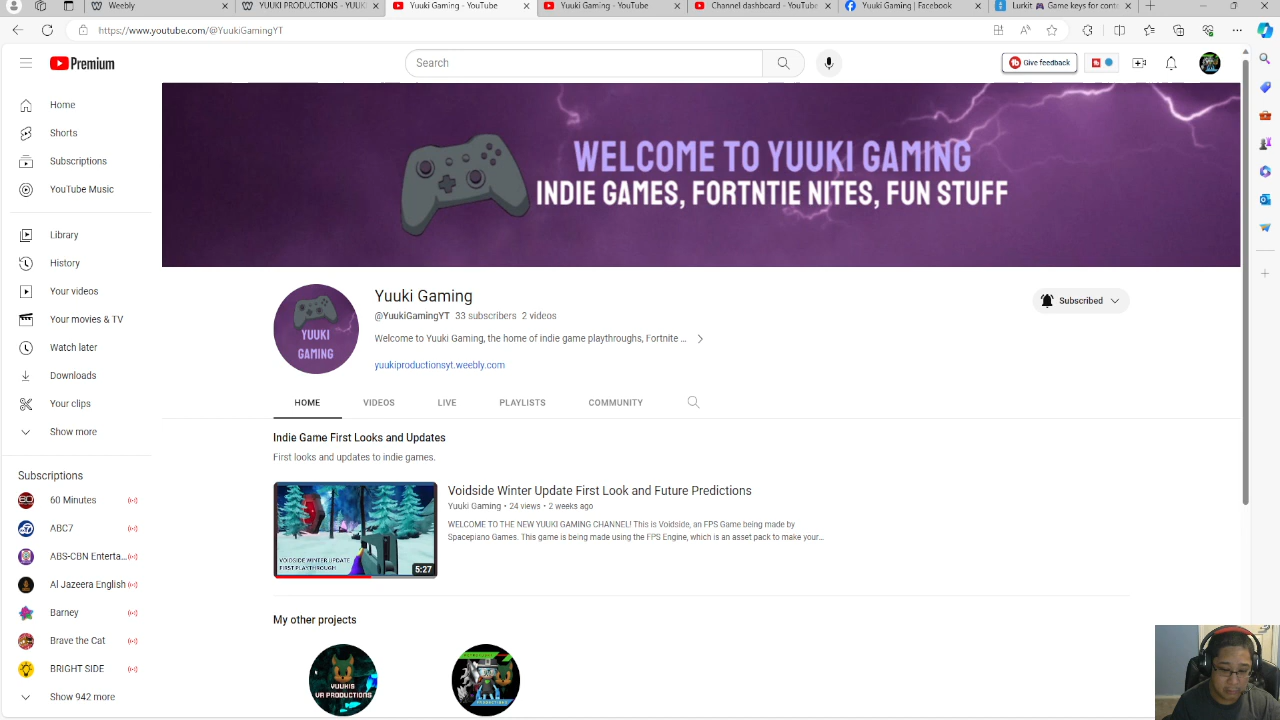 Weebly
YUUKI PRODUCTIONS - YUUKI
Yuuki Gaming - YouTube
Yuuki Gaming - YouTube
Channel dashboard - YouTube
Yuuki Gaming | Facebook
Lurkit 🎮 Game keys for cont
https://www.youtube.com/@YuukiGamingYT
Premium
Search
Give feedback
Home
Shorts
Subscriptions
YouTube Music
Library
History
Your videos
Your movies & TV
Watch later
Downloads
Your clips
Show more
Subscriptions
60 Minutes
ABC7
ABS-CBN Enterta...
Al Jazeera English
Barney
Brave the Cat
BRIGHT SIDE
Show 942 more
WELCOME TO YUUKI GAMING
INDIE GAMES, FORTNTIE NITES, FUN STUFF
YUUKI
GAMING
Yuuki Gaming
@YuukiGamingYT 33 subscribers 2 videos
Welcome to Yuuki Gaming, the home of indie game playthroughs, Fortnite ...
yuukiproductionsyt.weebly.com
Subscribed
HOME VIDEOS LIVE PLAYLISTS COMMUNITY
Indie Game First Looks and Updates
First looks and updates to indie games.
VOIDSIDE WINTER UPDATE
FIRST PLAYTHROUGH
5:27
Voidside Winter Update First Look and Future Predictions
Yuuki Gaming • 24 views • 2 weeks ago
WELCOME TO THE NEW YUUKI GAMING CHANNEL! This is Voidside, an FPS Game being made by
Spacepiano Games. This game is being made using the FPS Engine, which is an asset pack to make your...
My other projects
YUUKIS
VR PRODUCTIONS
PRODUCTIONS